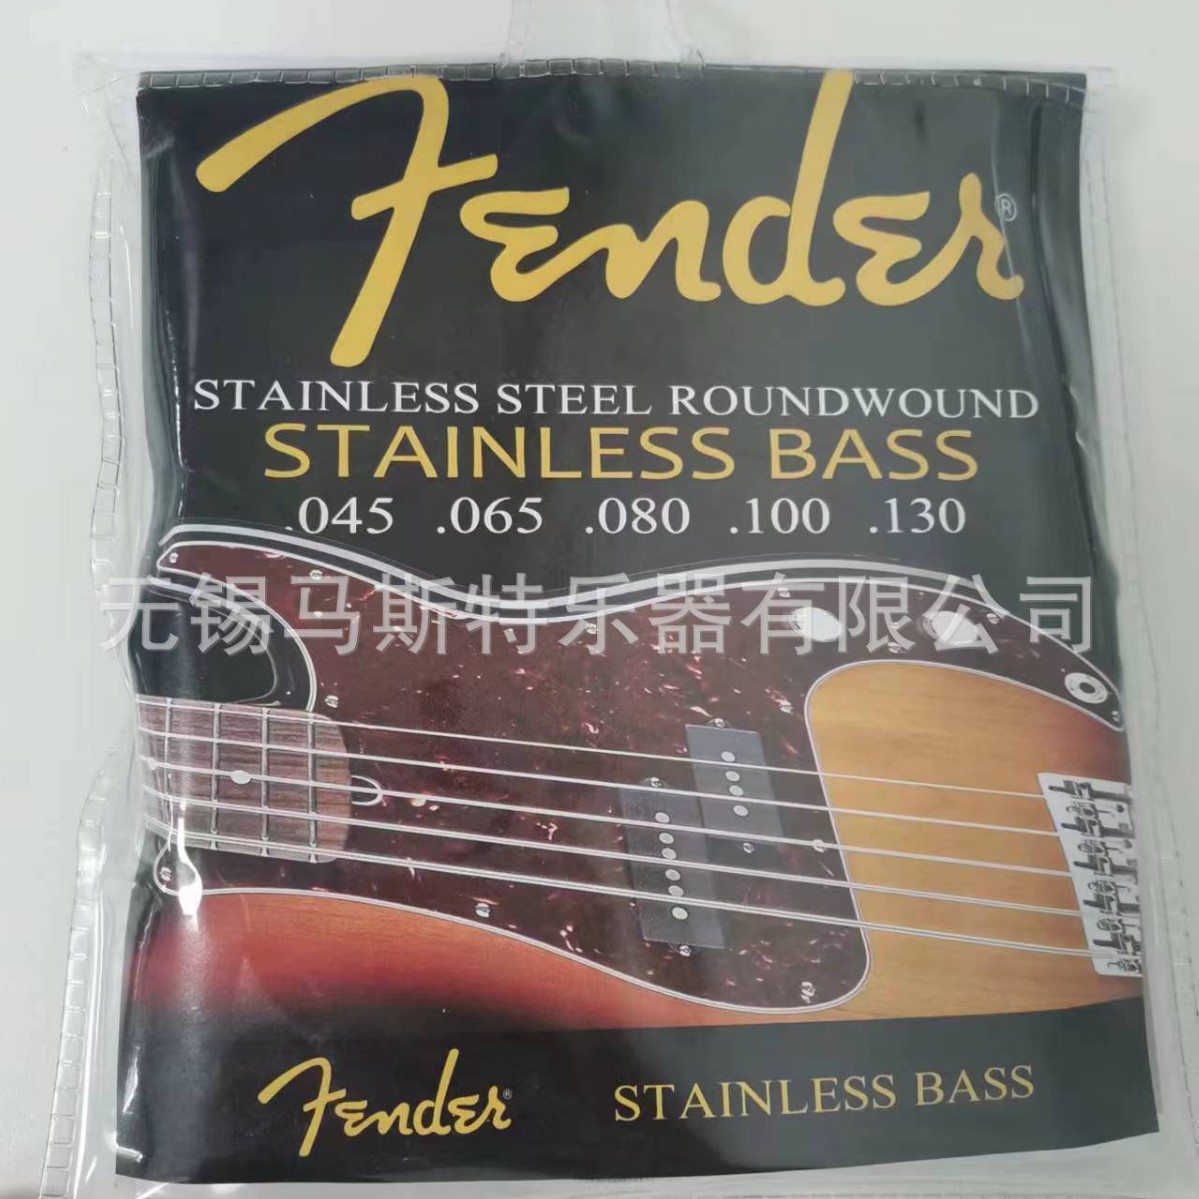 Fender®
STAINLESS STEEL ROUNDWOUND
STAINLESS BASS
.045 .065 .080 .100 .130
无锡马斯特乐器有限公司
Fender® STAINLESS BASS